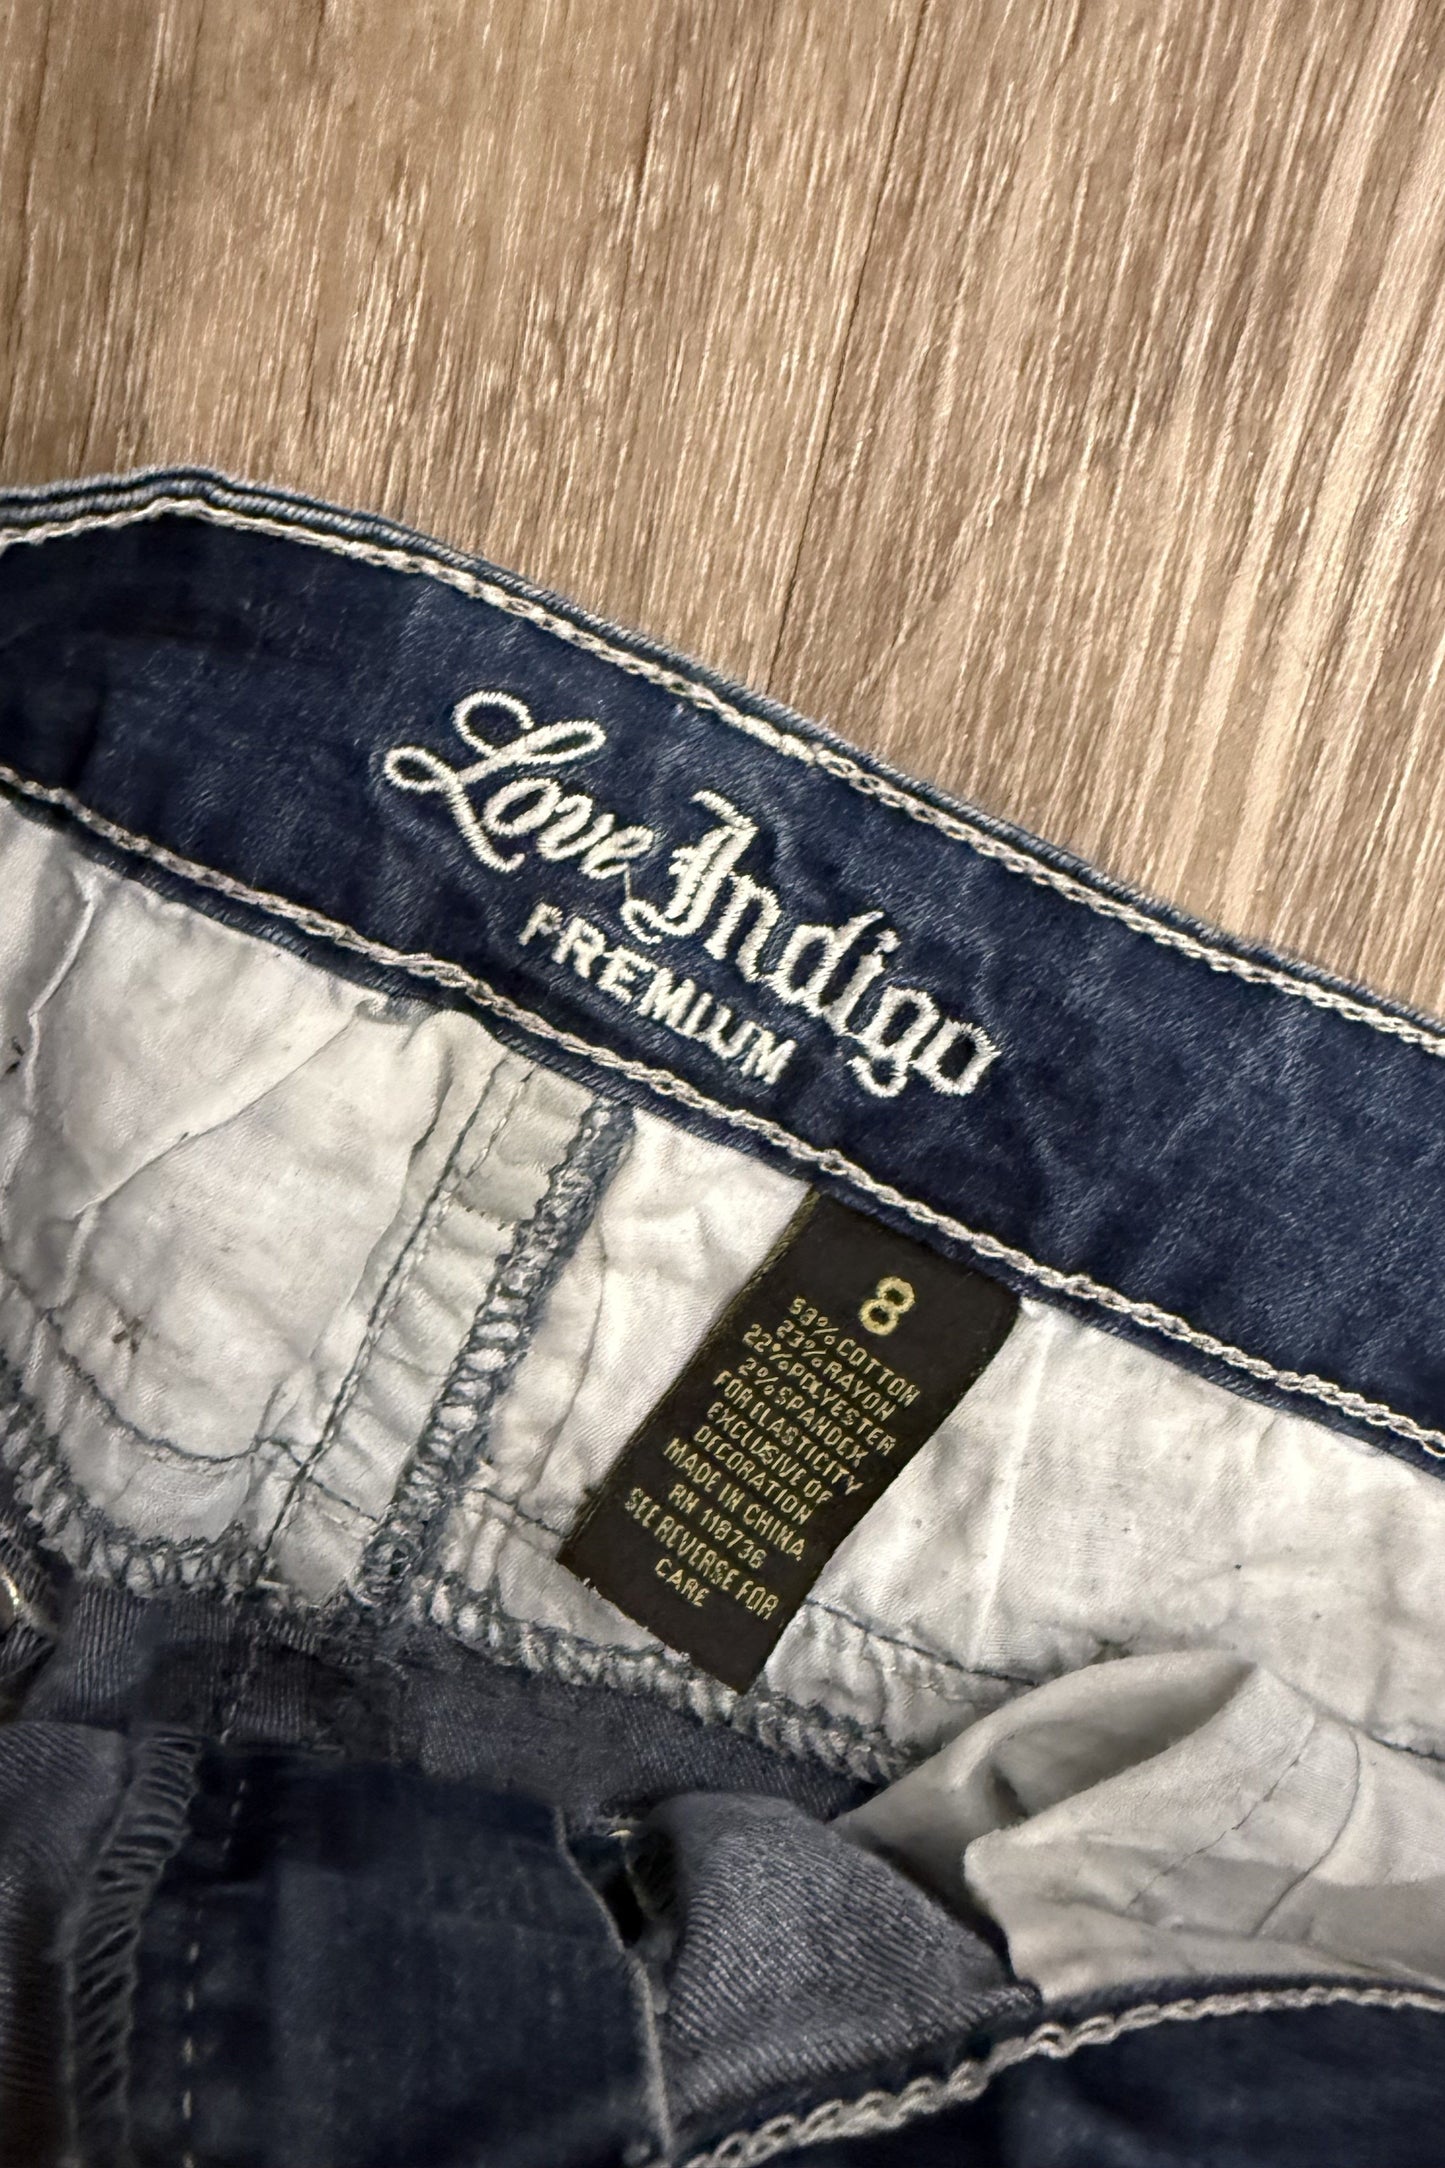 Love Indigo
PREMIUM
8
53% COTTON
23% RAYON
22% POLYESTER
2% SPANDEX
FOR ELASTICITY
EXCLUSIVE OF
DECORATION
MADE IN CHINA
RN 118736
SEE REVERSE FOR
CARE